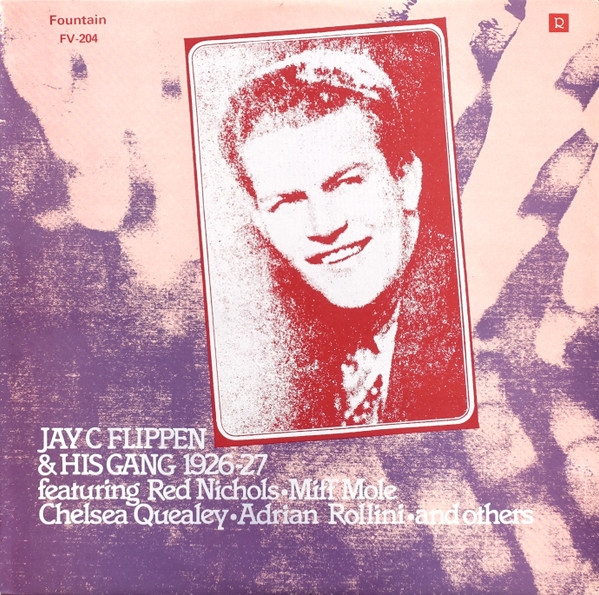 Fountain
FV-204
R
JAY C FLIPPEN
& HIS GANG 1926-27
featuring Red Nichols • Miff Mole
Chelsea Quealey • Adrian Rollini • and others